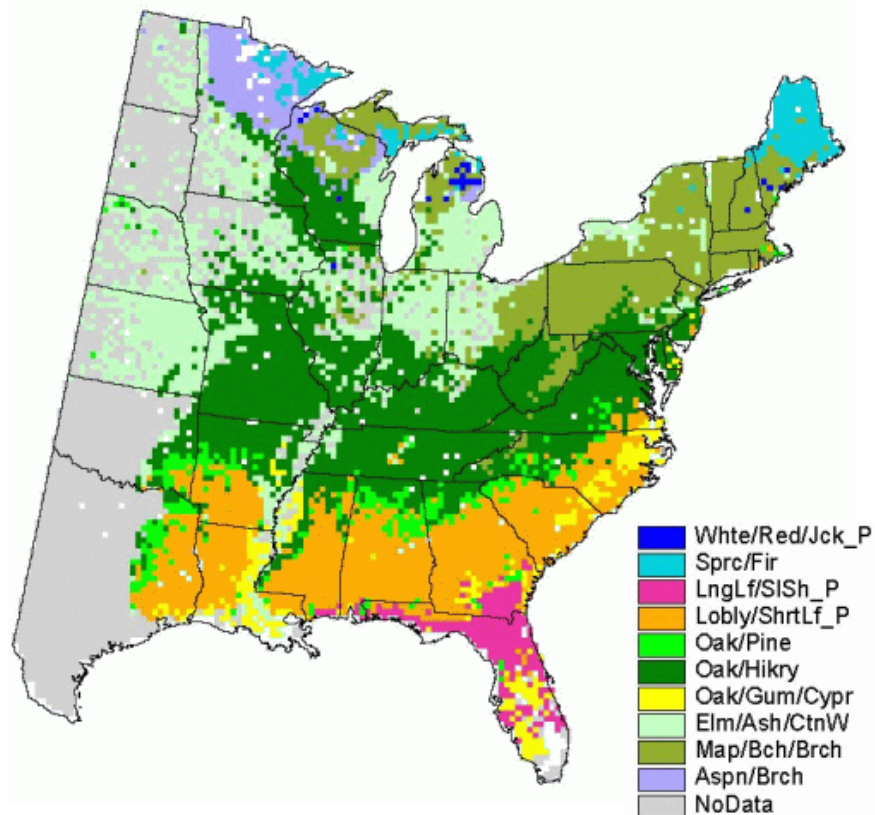 Whte/Red/Jck_P
Sprc/Fir
LngLf/SlSh_P
Lobly/ShrtLf_P
Oak/Pine
Oak/Hikry
Oak/Gum/Cypr
Elm/Ash/CtnW
Map/Bch/Brch
Aspn/Brch
NoData